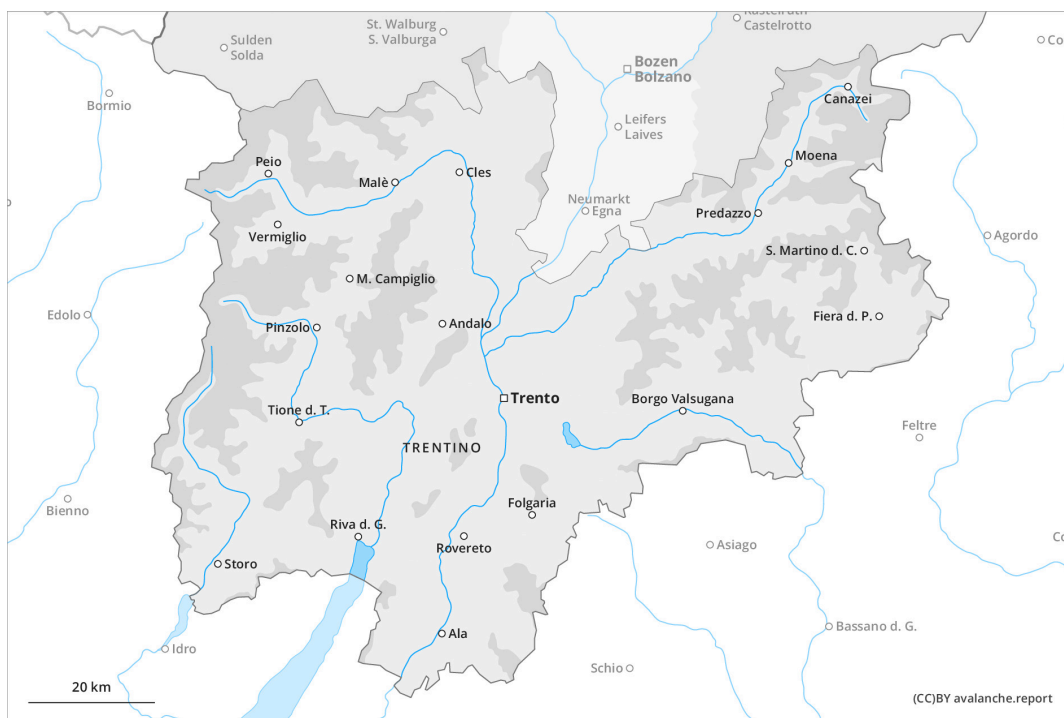 Kastelruth
Castelrotto
St. Walburg
S. Valburga
Sulden
Solda
Bozen
Bolzano
Co
Bormio
Canazei
Leifers
Laives
Moena
Peio
Malè
Cles
Neumarkt
Egna
Predazzo
Vermiglio
Agordo
S. Martino d. C.
M. Campiglio
Edolo
Pinzolo
Andalo
Fiera d. P.
Trento
Borgo Valsugana
Tione d. T.
Feltre
TRENTINO
Bienno
Folgaria
Riva d. G.
Rovereto
Asiago
Co
Storo
Ala
Bassano d. G.
Idro
Schio
20 km
(CC)BY avalanche.report